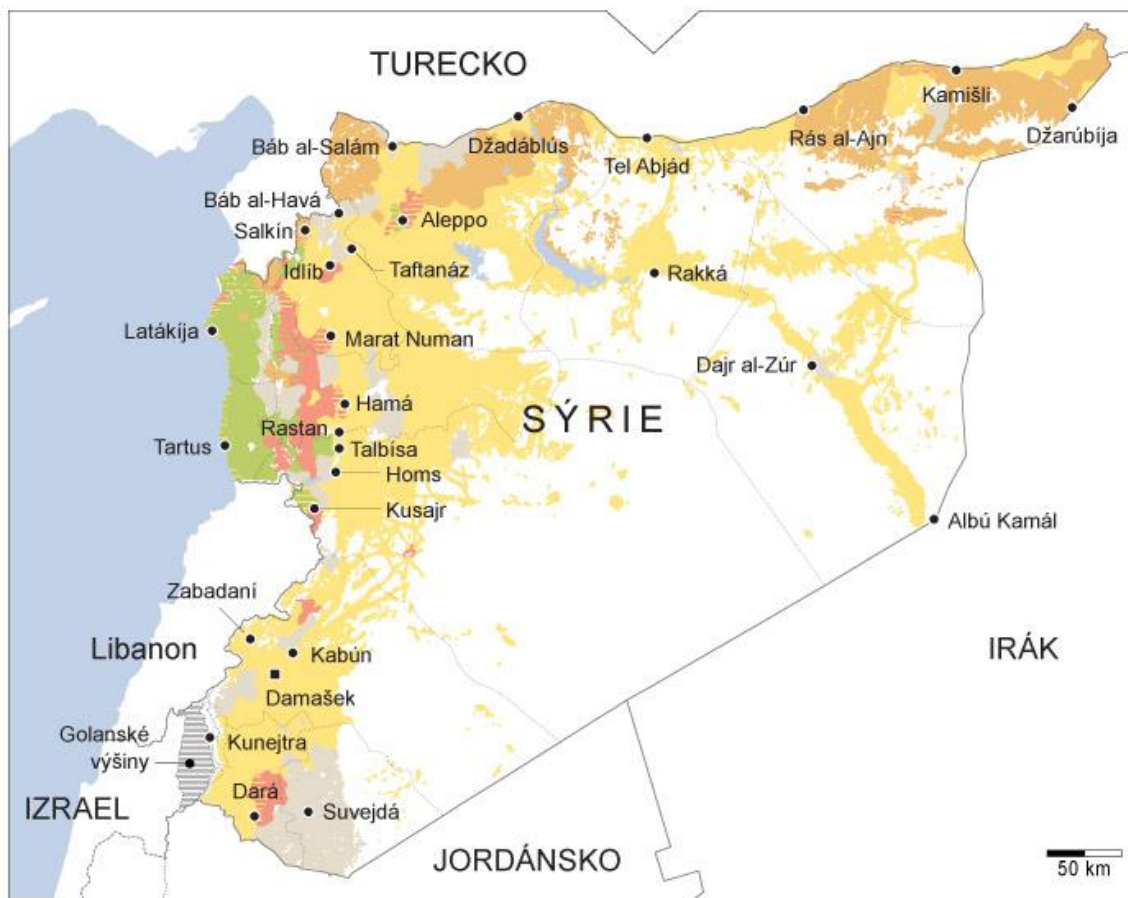 TURECKO
Kamišli
Báb al-Salám
Džadáblús
Rás al-Ajn
Džarúbíja
Tel Abjád
Báb al-Havá
Aleppo
Salkín
Idlíb
Taftanáz
Rakká
Latákíja
Marat Numan
Dajr al-Zúr
Hamá
SÝRIE
Rastan
Tartus
Talbísa
Homs
Kusajr
Albú Kamál
Zabadaní
Libanon
Kabún
IRÁK
Damašek
Golanské
výšiny
Kunejtra
Dará
IZRAEL
Suvejdá
JORDÁNSKO
50 km